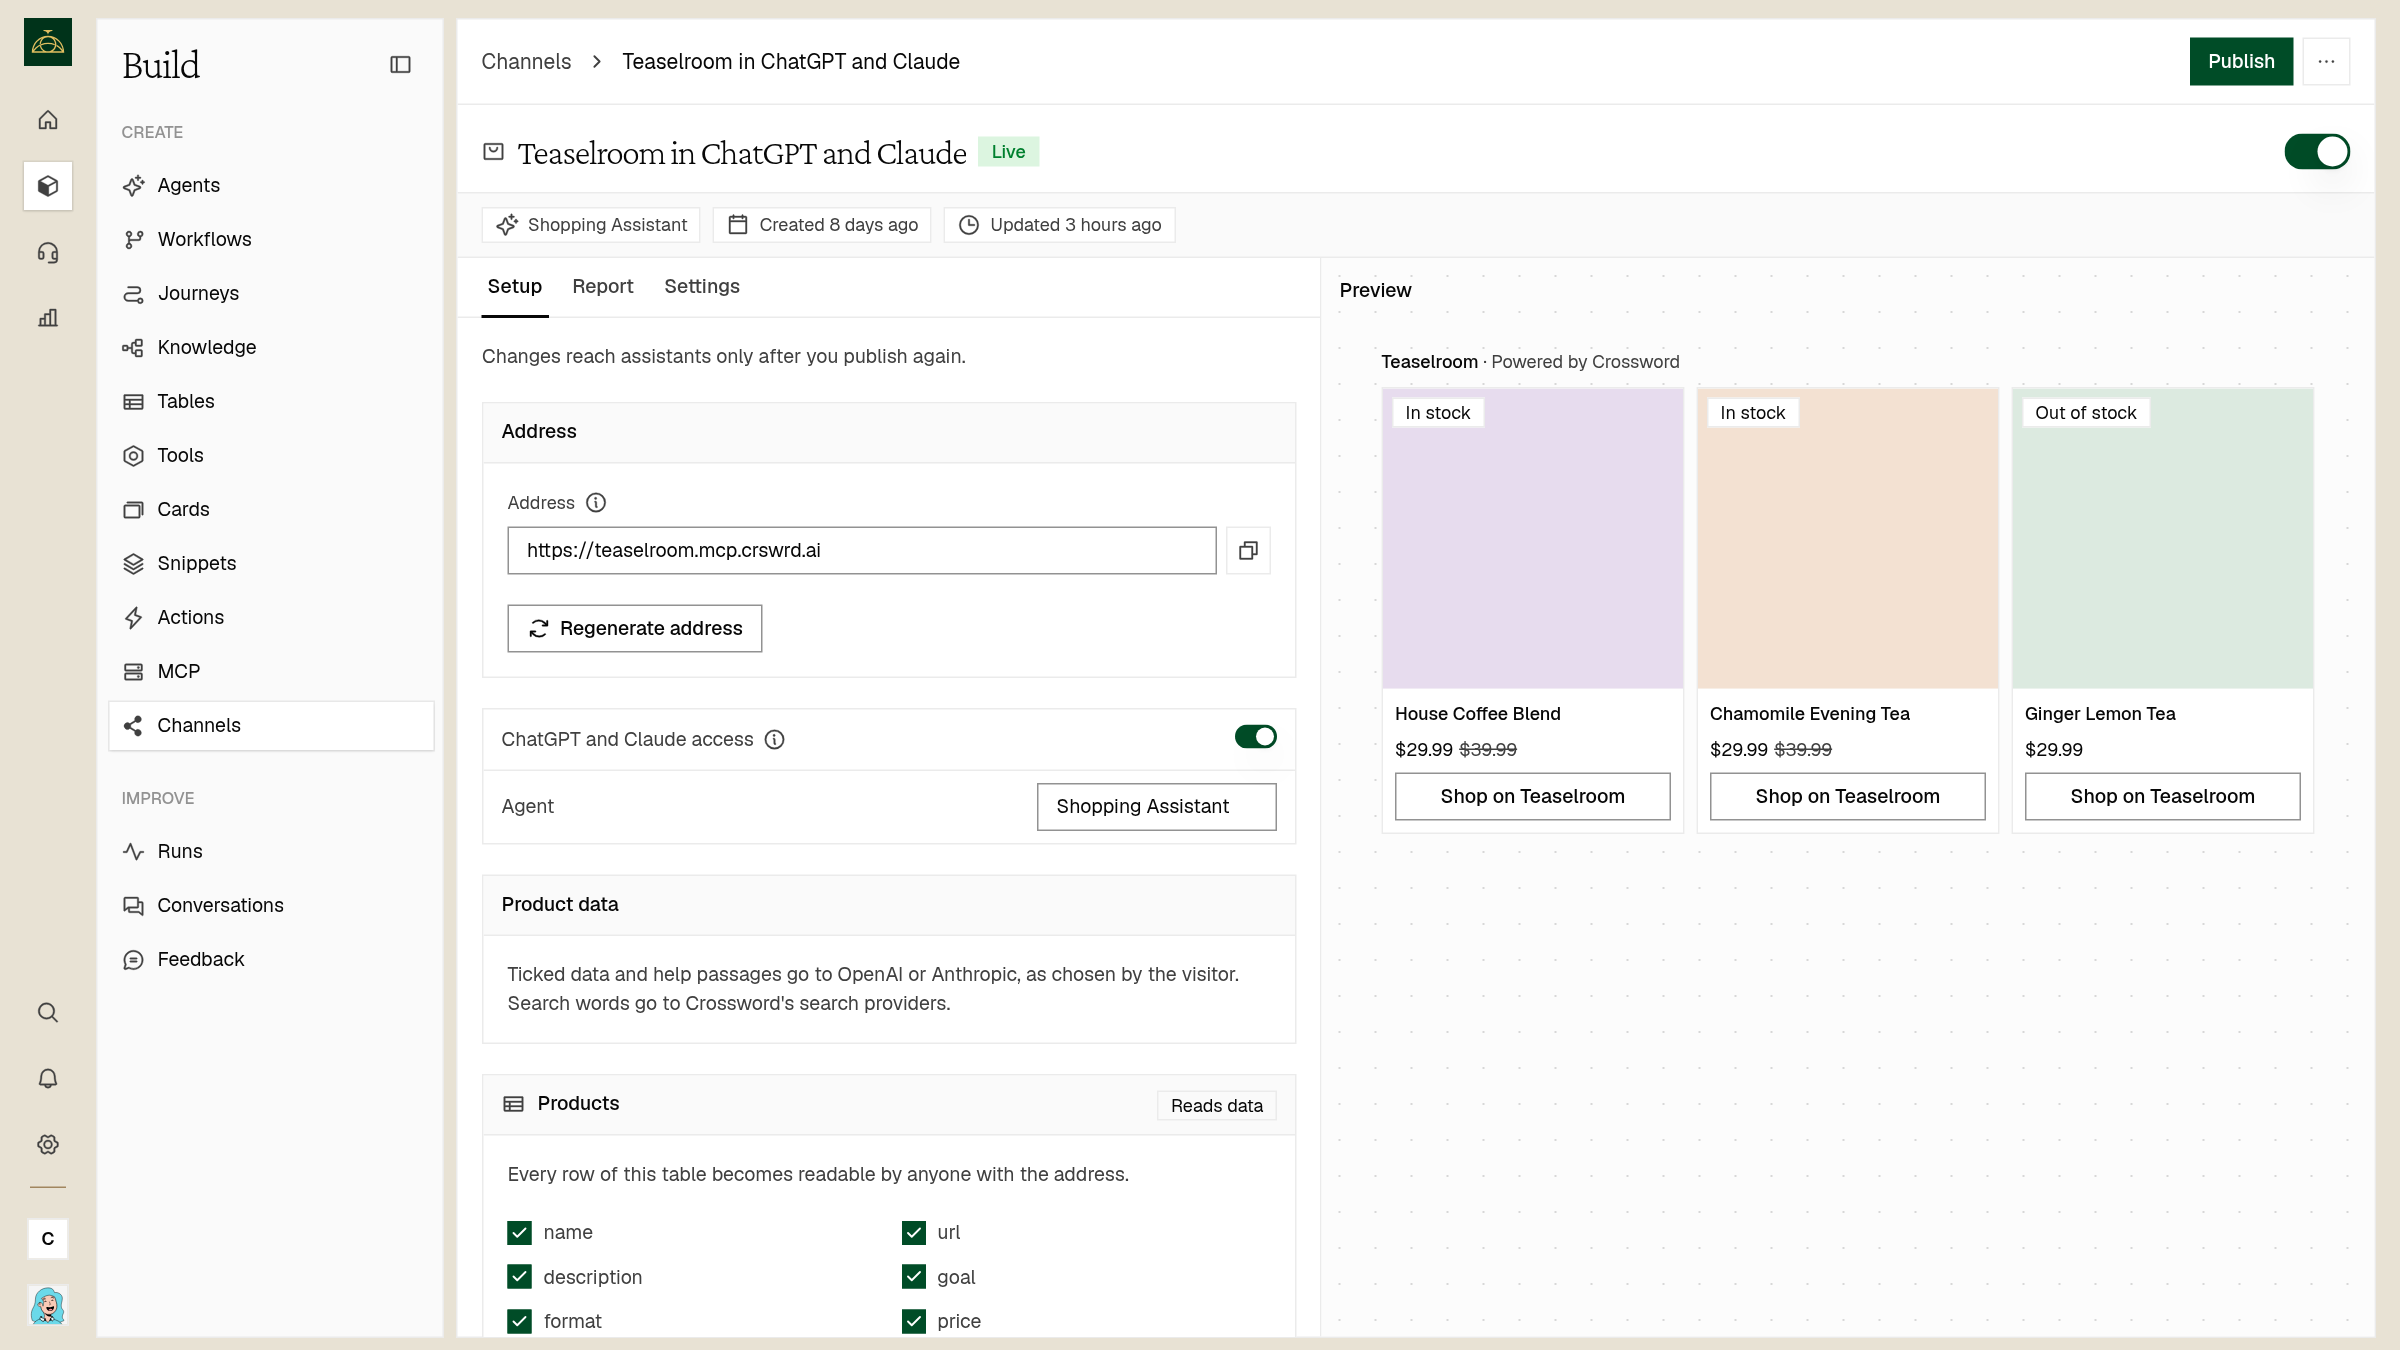 Build
CREATE
Agents
Workflows
Journeys
Knowledge
Tables
Tools
Cards
Snippets
Actions
MCP
Channels
IMPROVE
Runs
Conversations
Feedback
C
Channels > Teaselroom in ChatGPT and Claude
Publish
Teaselroom in ChatGPT and Claude
Live
Shopping Assistant
Created 8 days ago
Updated 3 hours ago
Setup
Report
Settings
Changes reach assistants only after you publish again.
Address
Address
https://teaselroom.mcp.crswrd.ai
Regenerate address
ChatGPT and Claude access
Agent
Shopping Assistant
Product data
Ticked data and help passages go to OpenAI or Anthropic, as chosen by the visitor.
Search words go to Crossword's search providers.
Products
Reads data
Every row of this table becomes readable by anyone with the address.
name
url
description
goal
format
price
Preview
Teaselroom · Powered by Crossword
In stock
House Coffee Blend
$29.99 $39.99
Shop on Teaselroom
In stock
Chamomile Evening Tea
$29.99 $39.99
Shop on Teaselroom
Out of stock
Ginger Lemon Tea
$29.99
Shop on Teaselroom